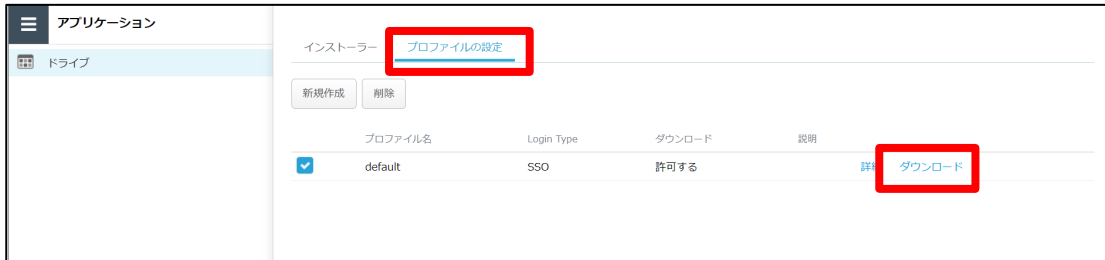 アプリケーション
ドライブ
インストーラー プロファイルの設定
新規作成 削除
プロファイル名 Login Type ダウンロード 説明
default SSO 許可する 詳細 ダウンロード